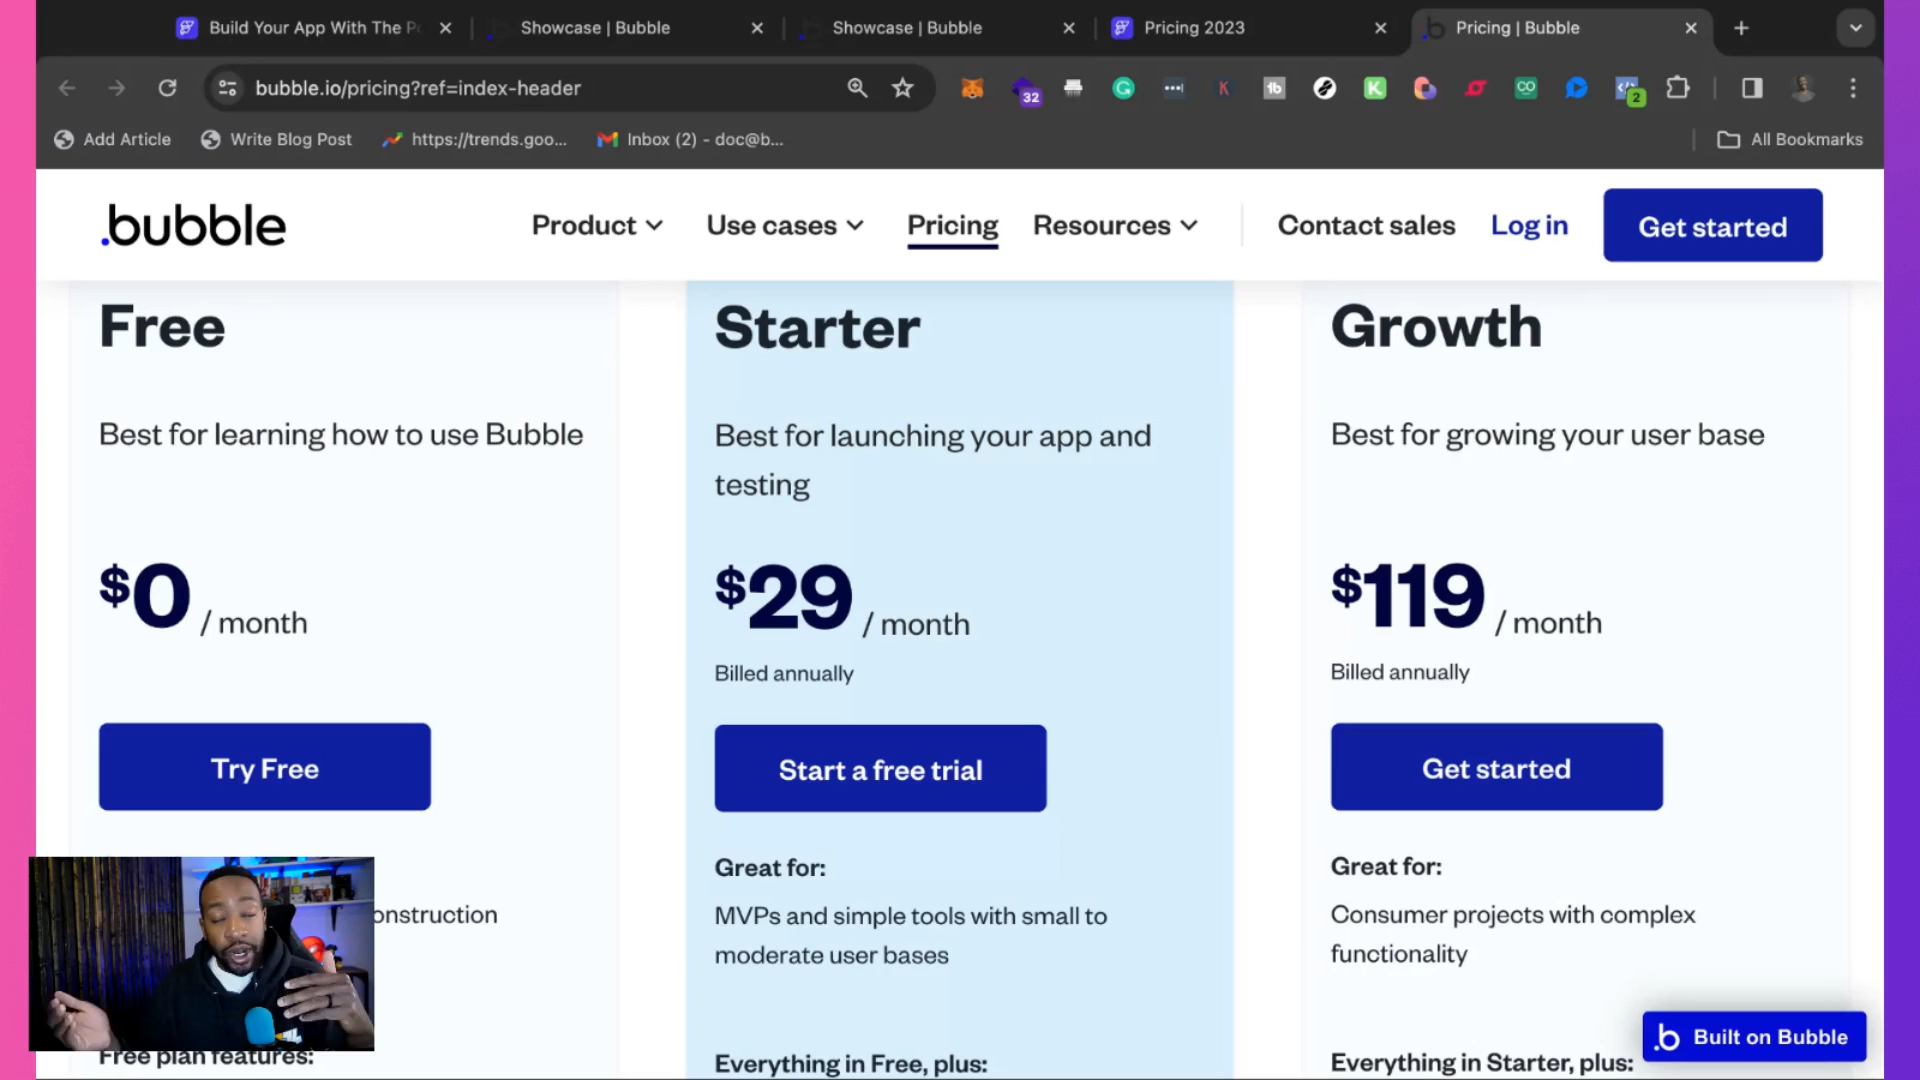 Build Your App With The Po
Showcase | Bubble
Showcase | Bubble
Pricing 2023
Pricing | Bubble
bubble.io/pricing?ref=index-header
32
tb
K
2
Add Article
Write Blog Post
https://trends.goo...
Inbox (2) - doc@b...
All Bookmarks
.bubble
Product
Use cases
Pricing
Resources
Contact sales
Log in
Get started
Free
Best for learning how to use Bubble
$0 / month
Try Free
onstruction
Free plan features:
Starter
Best for launching your app and
testing
$29 / month
Billed annually
Start a free trial
Great for:
MVPs and simple tools with small to
moderate user bases
Everything in Free, plus:
Growth
Best for growing your user base
$119 / month
Billed annually
Get started
Great for:
Consumer projects with complex
functionality
Everything in Starter, plus:
.b Built on Bubble